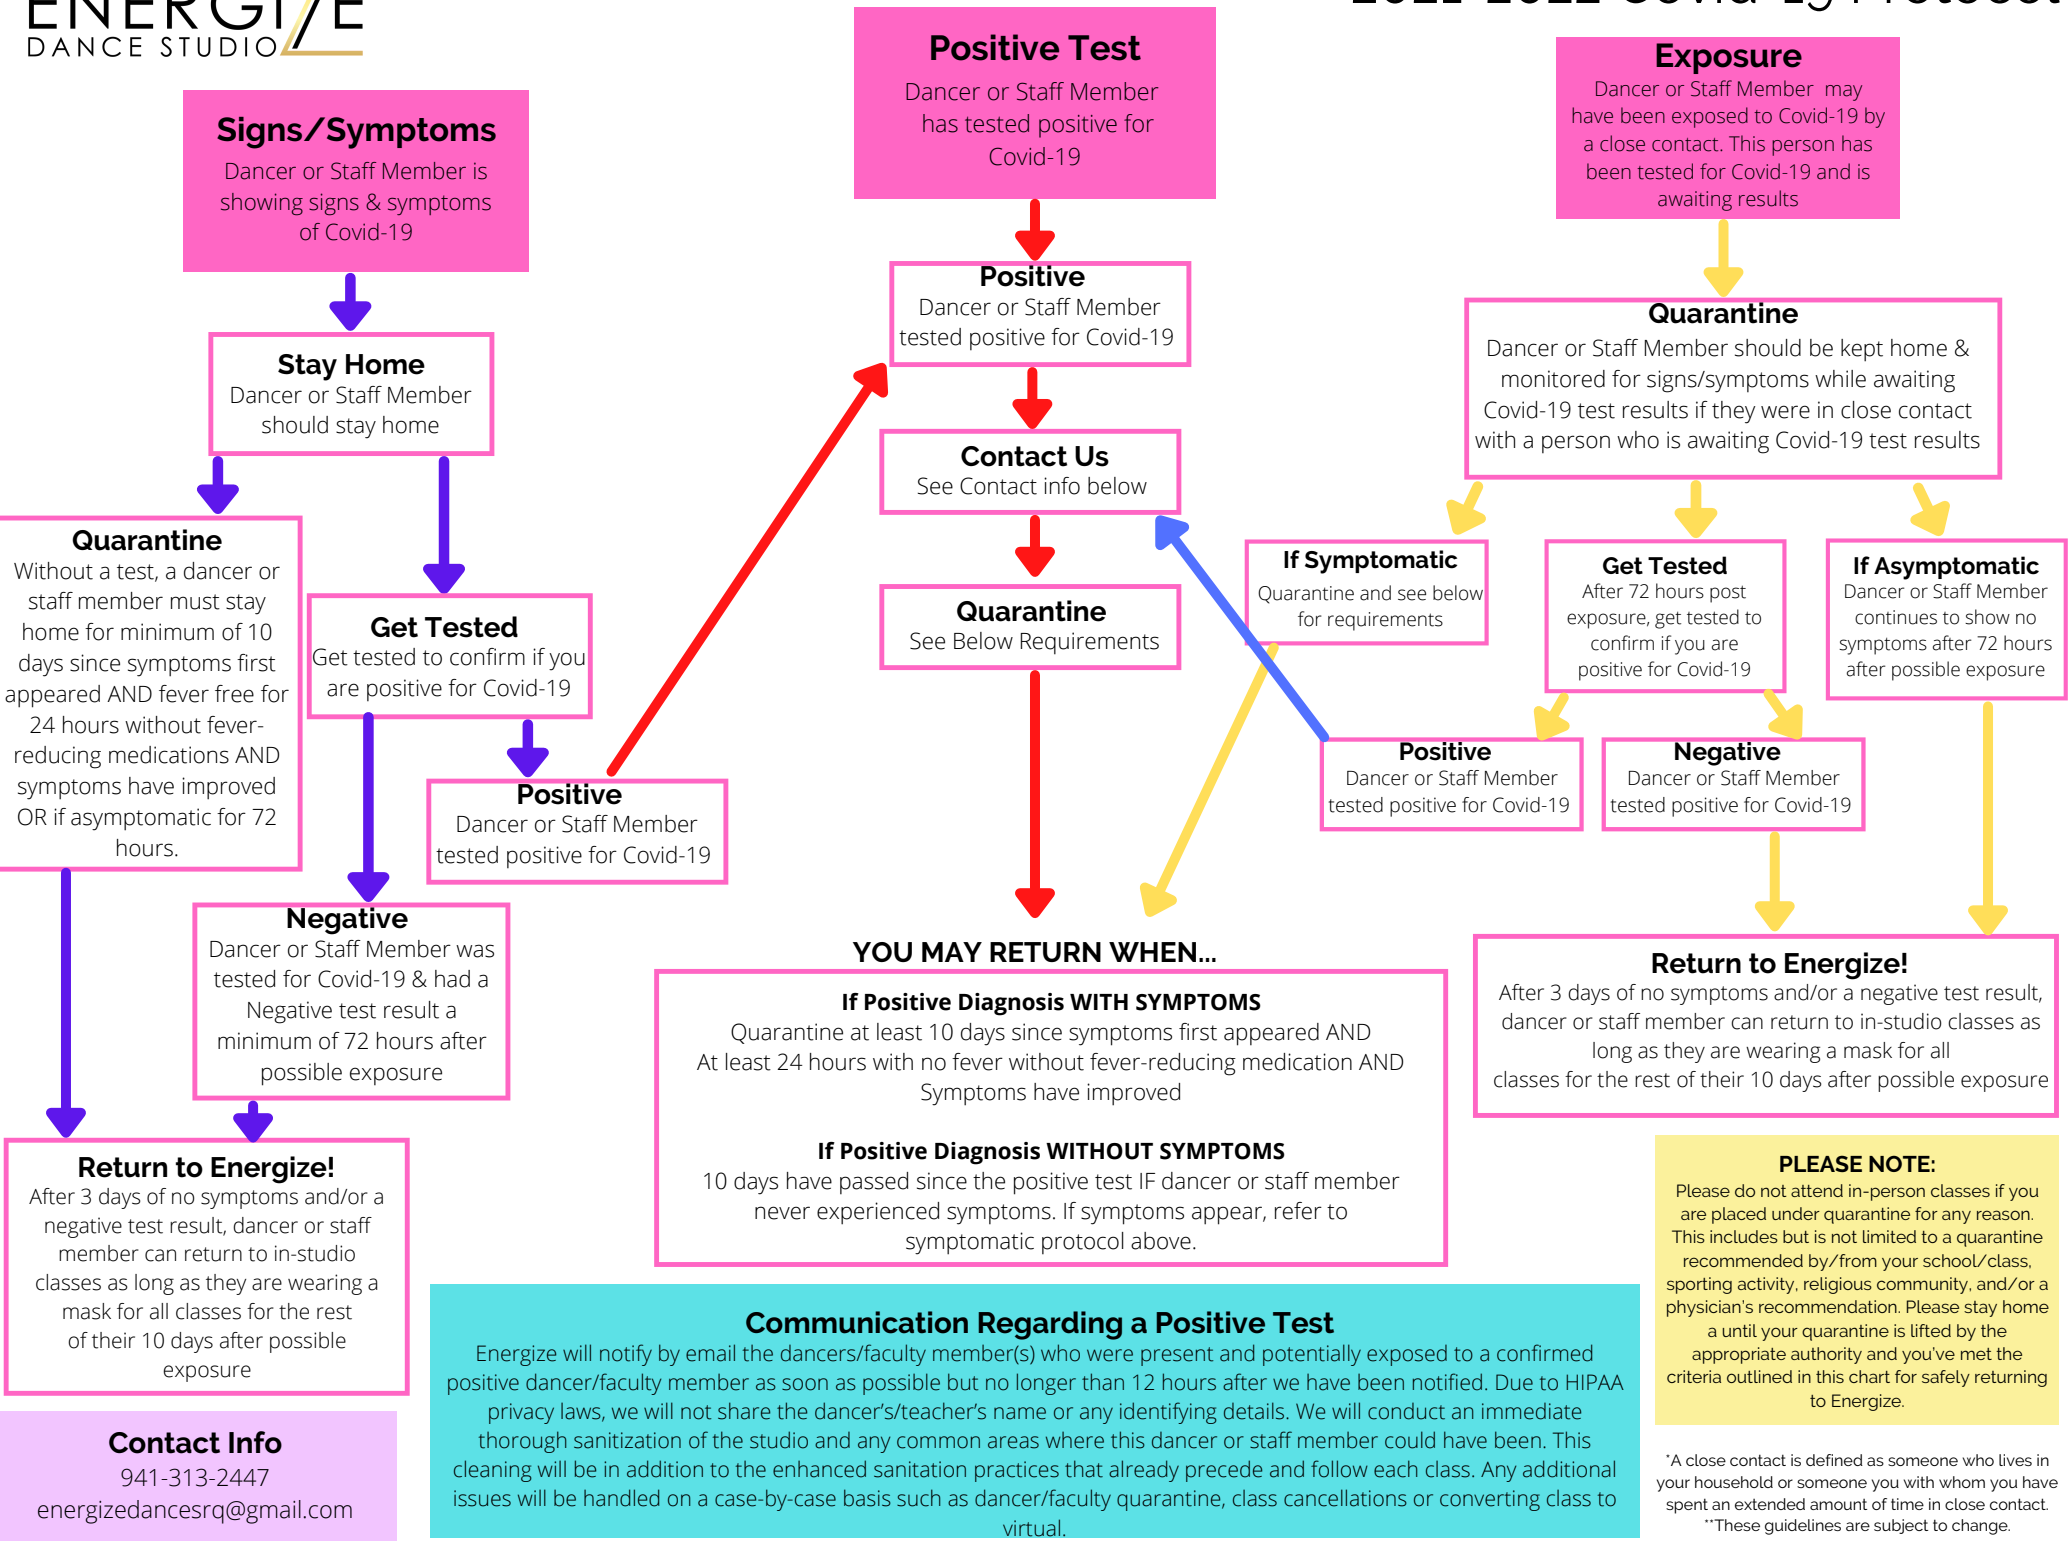 ENERGIZE
DANCE STUDIO
2021-2022 Covid-19 Protocol
Signs/Symptoms
Dancer or Staff Member is
showing signs & symptoms
of Covid-19
Stay Home
Dancer or Staff Member
should stay home
Quarantine
Without a test, a dancer or
staff member must stay
home for minimum of 10
days since symptoms first
appeared AND fever free for
24 hours without fever-
reducing medications AND
symptoms have improved
OR if asymptomatic for 72
hours.
Get Tested
Get tested to confirm if you
are positive for Covid-19
Positive
Dancer or Staff Member
tested positive for Covid-19
Negative
Dancer or Staff Member was
tested for Covid-19 & had a
Negative test result a
minimum of 72 hours after
possible exposure
Return to Energize!
After 3 days of no symptoms and/or a
negative test result, dancer or staff
member can return to in-studio
classes as long as they are wearing a
mask for all classes for the rest
of their 10 days after possible
exposure
Contact Info
941-313-2447
energizedancesrq@gmail.com
Positive Test
Dancer or Staff Member
has tested positive for
Covid-19
Positive
Dancer or Staff Member
tested positive for Covid-19
Contact Us
See Contact info below
Quarantine
See Below Requirements
YOU MAY RETURN WHEN...
If Positive Diagnosis WITH SYMPTOMS
Quarantine at least 10 days since symptoms first appeared AND
At least 24 hours with no fever without fever-reducing medication AND
Symptoms have improved
If Positive Diagnosis WITHOUT SYMPTOMS
10 days have passed since the positive test IF dancer or staff member
never experienced symptoms. If symptoms appear, refer to
symptomatic protocol above.
Communication Regarding a Positive Test
Energize will notify by email the dancers/faculty member(s) who were present and potentially exposed to a confirmed
positive dancer/faculty member as soon as possible but no longer than 12 hours after we have been notified. Due to HIPAA
privacy laws, we will not share the dancer's/teacher's name or any identifying details. We will conduct an immediate
thorough sanitization of the studio and any common areas where this dancer or staff member could have been. This
cleaning will be in addition to the enhanced sanitation practices that already precede and follow each class. Any additional
issues will be handled on a case-by-case basis such as dancer/faculty quarantine, class cancellations or converting class to
virtual.
Exposure
Dancer or Staff Member may
have been exposed to Covid-19 by
a close contact. This person has
been tested for Covid-19 and is
awaiting results
Quarantine
Dancer or Staff Member should be kept home &
monitored for signs/symptoms while awaiting
Covid-19 test results if they were in close contact
with a person who is awaiting Covid-19 test results
If Symptomatic
Quarantine and see below
for requirements
Get Tested
After 72 hours post
exposure, get tested to
confirm if you are
positive for Covid-19
If Asymptomatic
Dancer or Staff Member
continues to show no
symptoms after 72 hours
after possible exposure
Positive
Dancer or Staff Member
tested positive for Covid-19
Negative
Dancer or Staff Member
tested positive for Covid-19
Return to Energize!
After 3 days of no symptoms and/or a negative test result,
dancer or staff member can return to in-studio classes as
long as they are wearing a mask for all
classes for the rest of their 10 days after possible exposure
PLEASE NOTE:
Please do not attend in-person classes if you
are placed under quarantine for any reason.
This includes but is not limited to a quarantine
recommended by/from your school/class,
sporting activity, religious community, and/or a
physician's recommendation. Please stay home
a until your quarantine is lifted by the
appropriate authority and you've met the
criteria outlined in this chart for safely returning
to Energize.
*A close contact is defined as someone who lives in
your household or someone you with whom you have
spent an extended amount of time in close contact.
**These guidelines are subject to change.